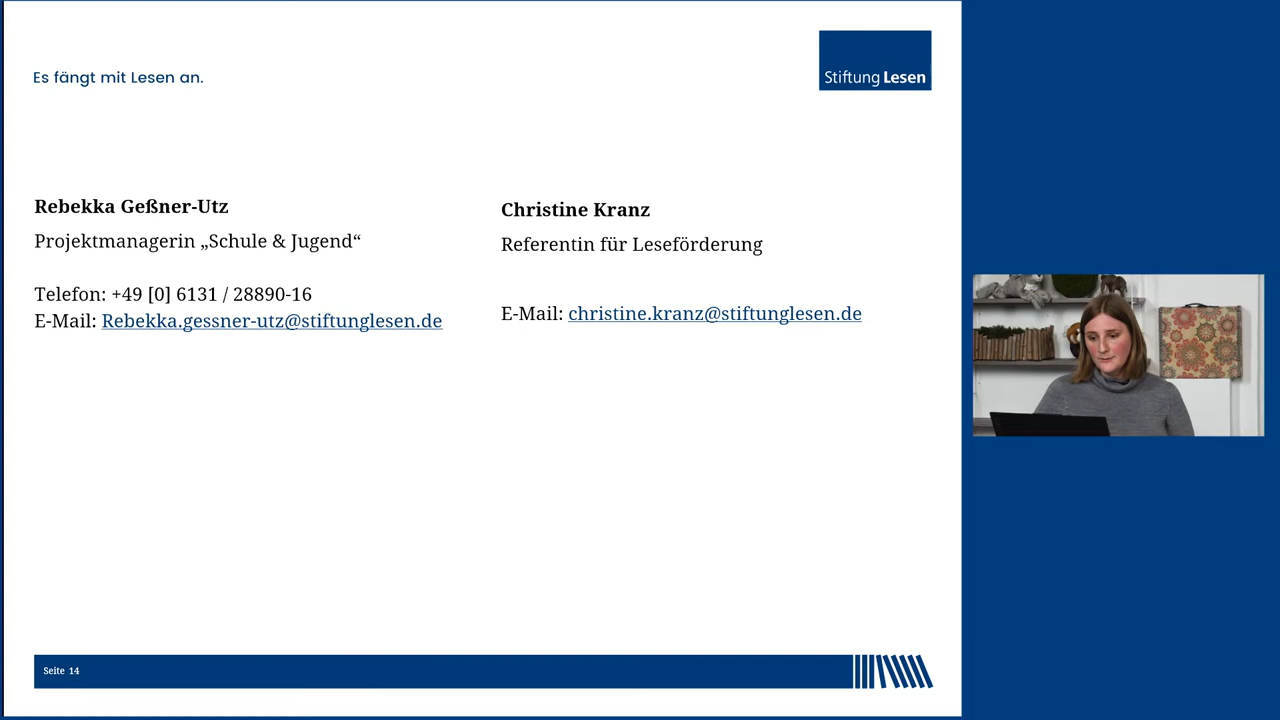 Es fängt mit Lesen an.
Stiftung Lesen
Rebekka Geßner-Utz
Projektmanagerin „Schule & Jugend“
Telefon: +49 [0] 6131 / 28890-16
E-Mail: Rebekka.gessner-utz@stiftunglesen.de
Christine Kranz
Referentin für Leseförderung
E-Mail: christine.kranz@stiftunglesen.de
Seite 14